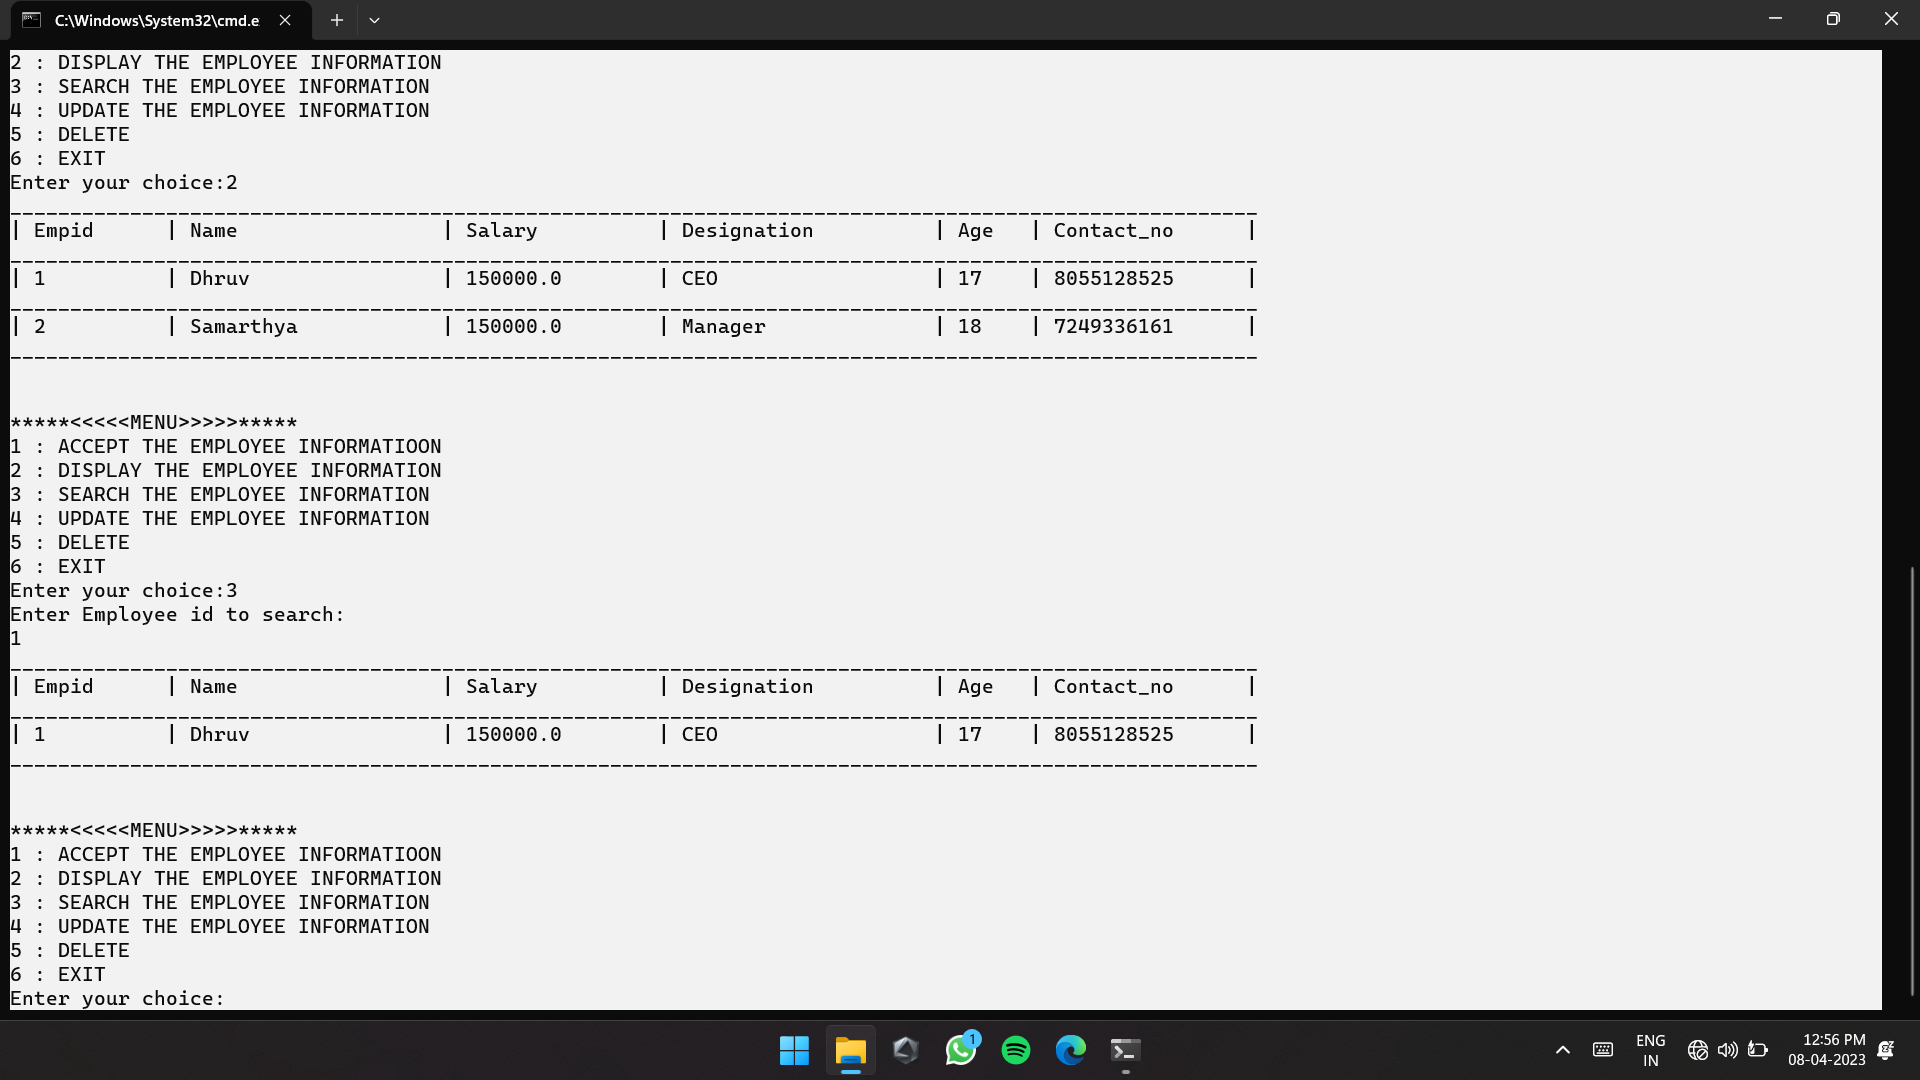 C:\Windows\System32\cmd.e
2 : DISPLAY THE EMPLOYEE INFORMATION
3 : SEARCH THE EMPLOYEE INFORMATION
4 : UPDATE THE EMPLOYEE INFORMATION
5 : DELETE
6 : EXIT
Enter your choice:2
| Empid | Name | Salary | Designation | Age | Contact_no |
| 1 | Dhruv | 150000.0 | CEO | 17 | 8055128525 |
| 2 | Samarthya | 150000.0 | Manager | 18 | 7249336161 |
*****<<<<<MENU>>>>>*****
1 : ACCEPT THE EMPLOYEE INFORMATIOON
2 : DISPLAY THE EMPLOYEE INFORMATION
3 : SEARCH THE EMPLOYEE INFORMATION
4 : UPDATE THE EMPLOYEE INFORMATION
5 : DELETE
6 : EXIT
Enter your choice:3
Enter Employee id to search:
1
| Empid | Name | Salary | Designation | Age | Contact_no |
| 1 | Dhruv | 150000.0 | CEO | 17 | 8055128525 |
*****<<<<<MENU>>>>>*****
1 : ACCEPT THE EMPLOYEE INFORMATIOON
2 : DISPLAY THE EMPLOYEE INFORMATION
3 : SEARCH THE EMPLOYEE INFORMATION
4 : UPDATE THE EMPLOYEE INFORMATION
5 : DELETE
6 : EXIT
Enter your choice:
1
ENG
IN
12:56 PM
08-04-2023